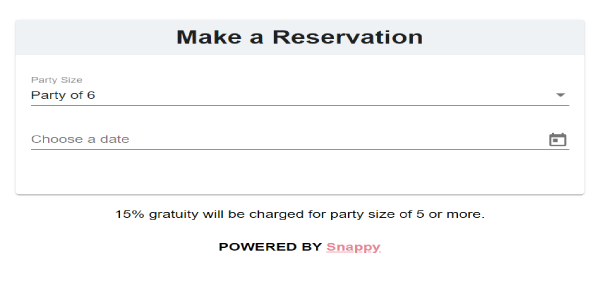 Make a Reservation
Party Size
Party of 6
Choose a date
15% gratuity will be charged for party size of 5 or more.
POWERED BY Snappy